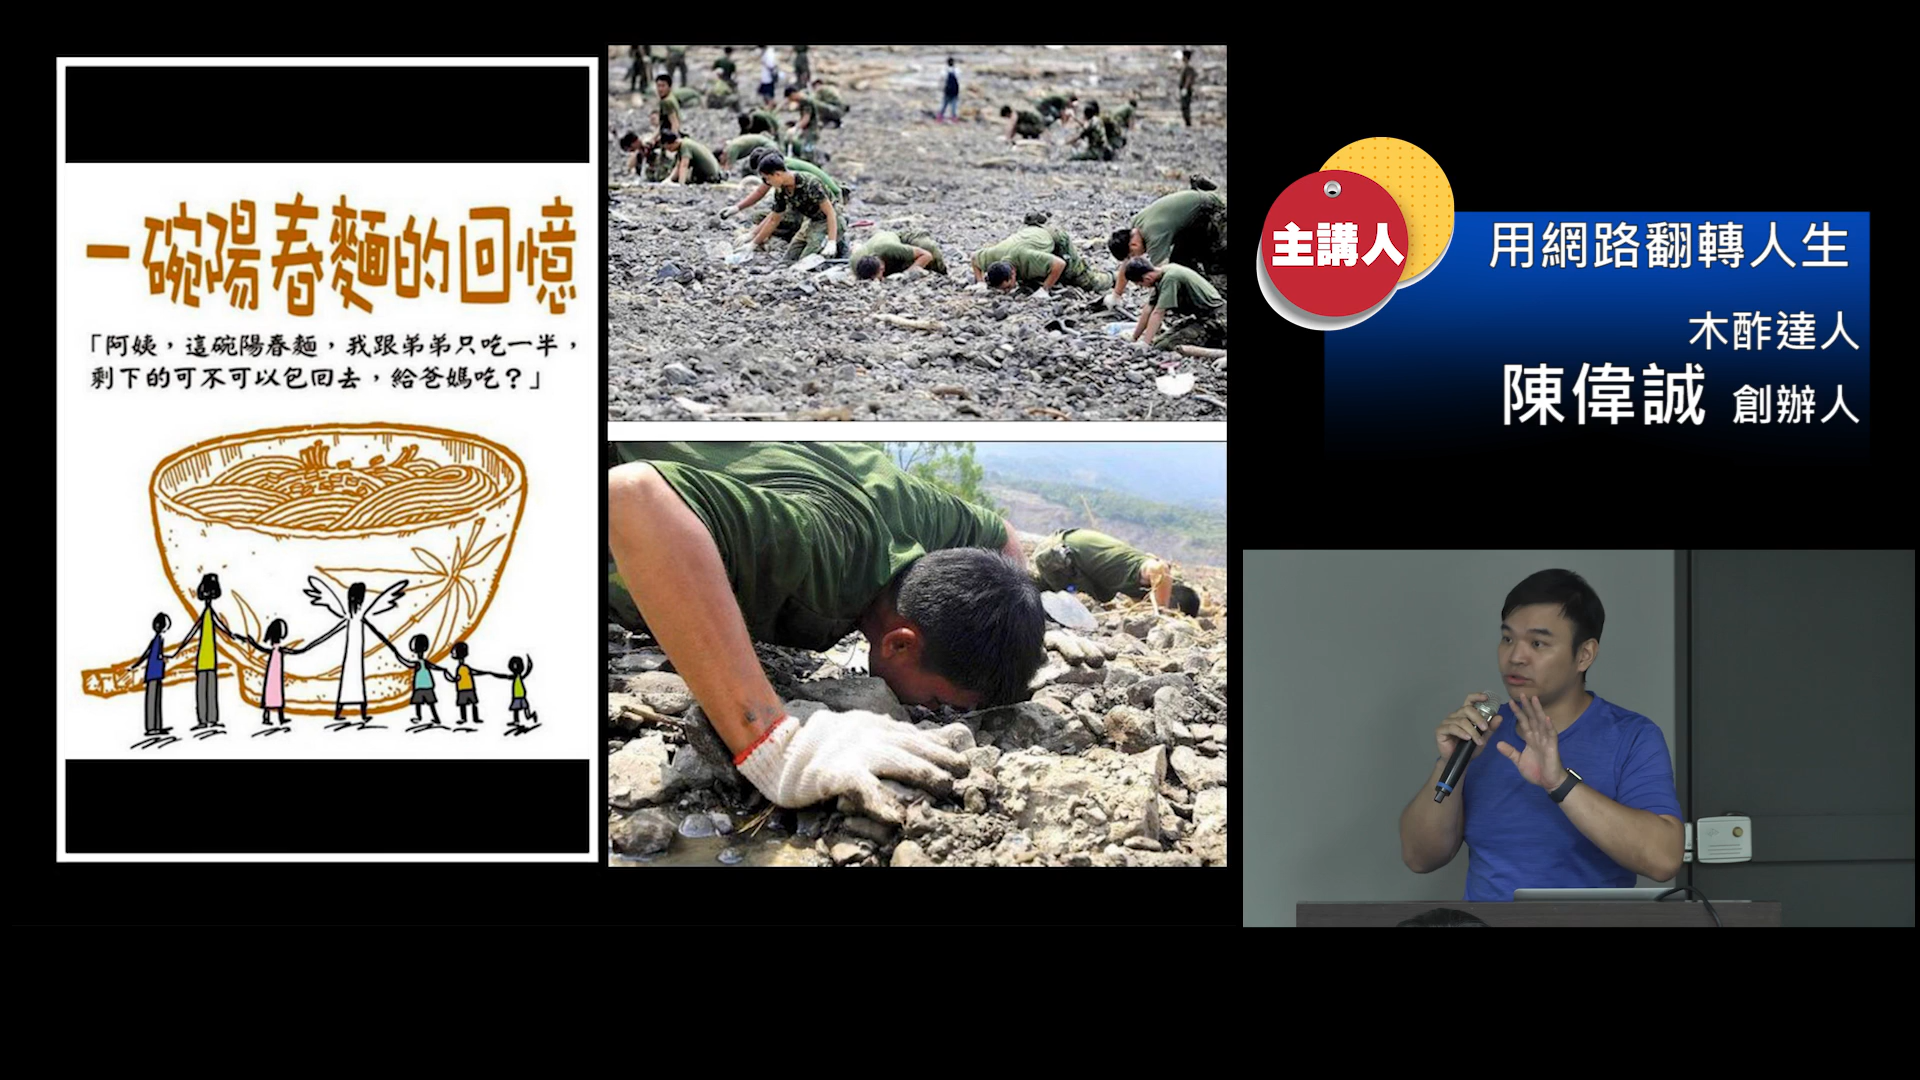 一碗陽春麵的回憶
「阿姨，這碗陽春麵，我跟弟弟只吃一半，
剩下的可不可以包回去，給爸媽吃？」
主講人
用網路翻轉人生
木酢達人
陳偉誠 創辦人